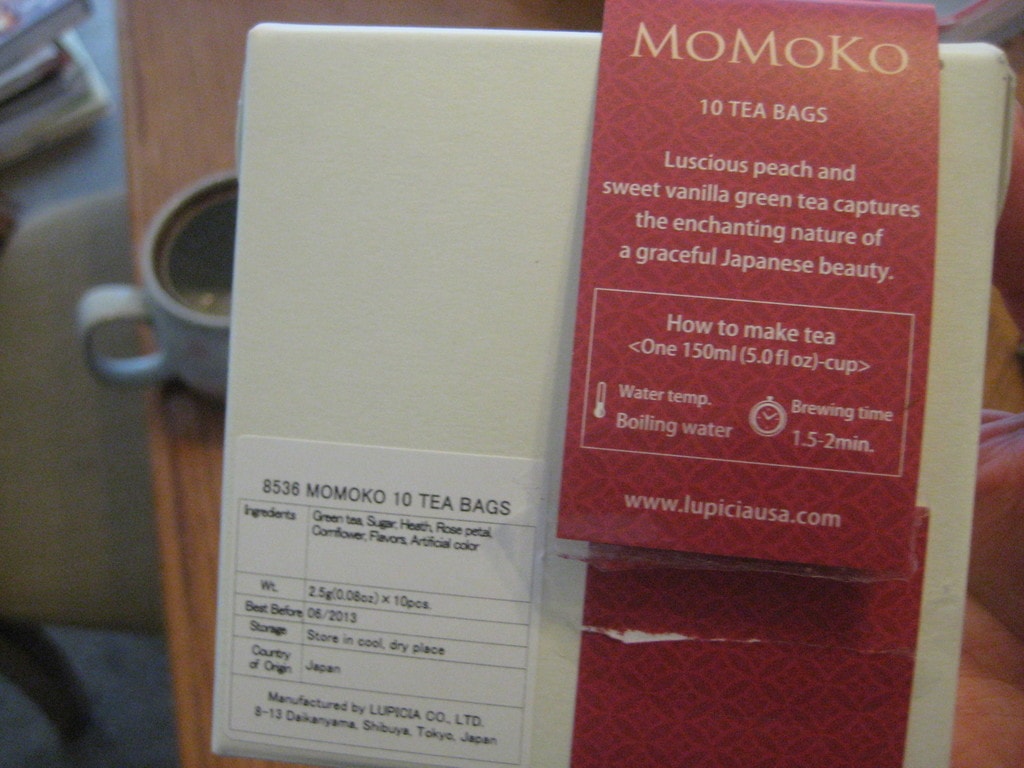 MOMOKO
10 TEA BAGS
Luscious peach and
sweet vanilla green tea captures
the enchanting nature of
a graceful Japanese beauty.
How to make tea
<One 150ml (5.0 fl oz)-cup>
Water temp.
Boiling water
Brewing time
1.5-2min.
www.lupiciausa.com
8536 MOMOKO 10 TEA BAGS
Ingredients Green tea, Sugar, Heath, Rose petal,
Cornflower, Flavors, Artificial color
Wt. 2.5g(0.08oz) × 10pcs.
Best Before 06/2013
Storage Store in cool, dry place
Country
of Origin Japan
Manufactured by LUPICIA CO., LTD.
8-13 Daikanyama, Shibuya, Tokyo, Japan